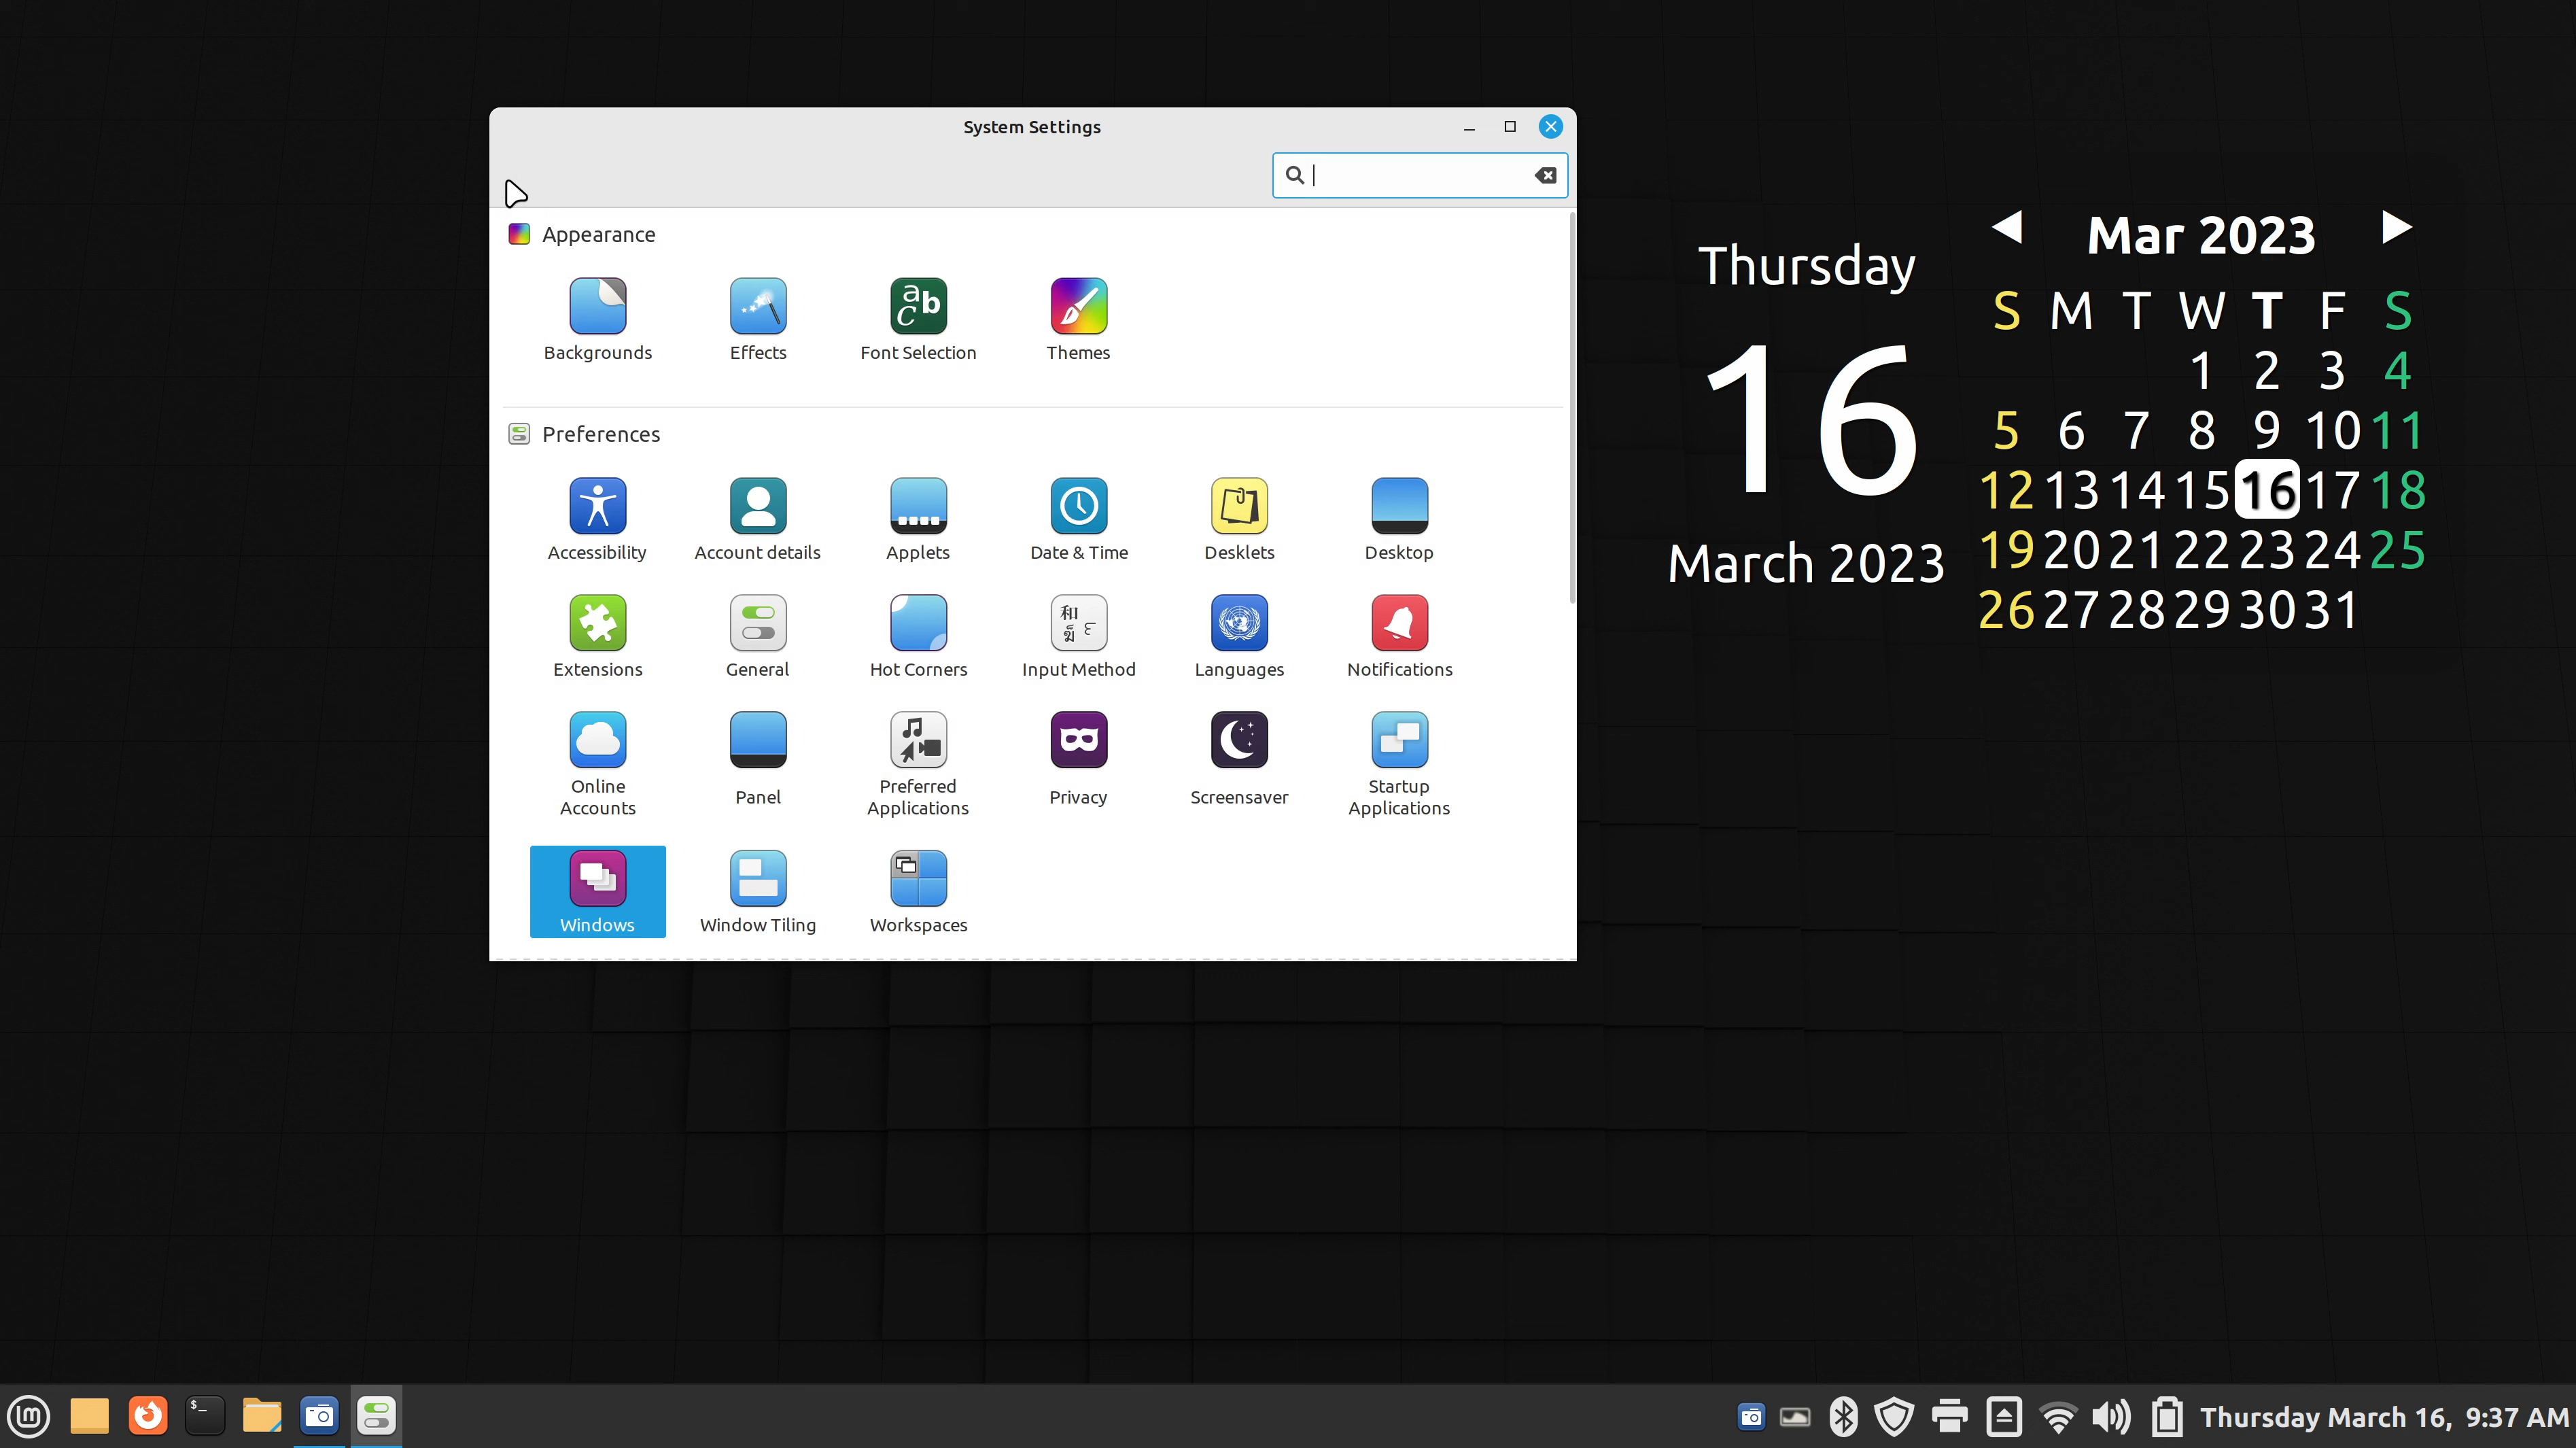 System Settings
Appearance
Backgrounds Effects Font Selection Themes
Preferences
Accessibility Account details Applets Date & Time Desklets Desktop
Extensions General Hot Corners Input Method Languages Notifications
Online Accounts Panel Preferred Applications Privacy Screensaver Startup Applications
Windows Window Tiling Workspaces
Thursday
16
March 2023
Mar 2023
S M T W T F S
1 2 3 4
5 6 7 8 9 10 11
12 13 14 15 16 17 18
19 20 21 22 23 24 25
26 27 28 29 30 31
Thursday March 16, 9:37 AM